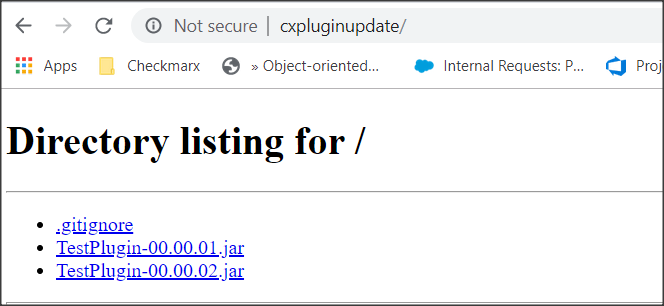 Not secure | cxpluginupdate/
Apps Checkmarx » Object-oriented... Internal Requests: P... Proj
Directory listing for /
.gitignore
TestPlugin-00.00.01.jar
TestPlugin-00.00.02.jar